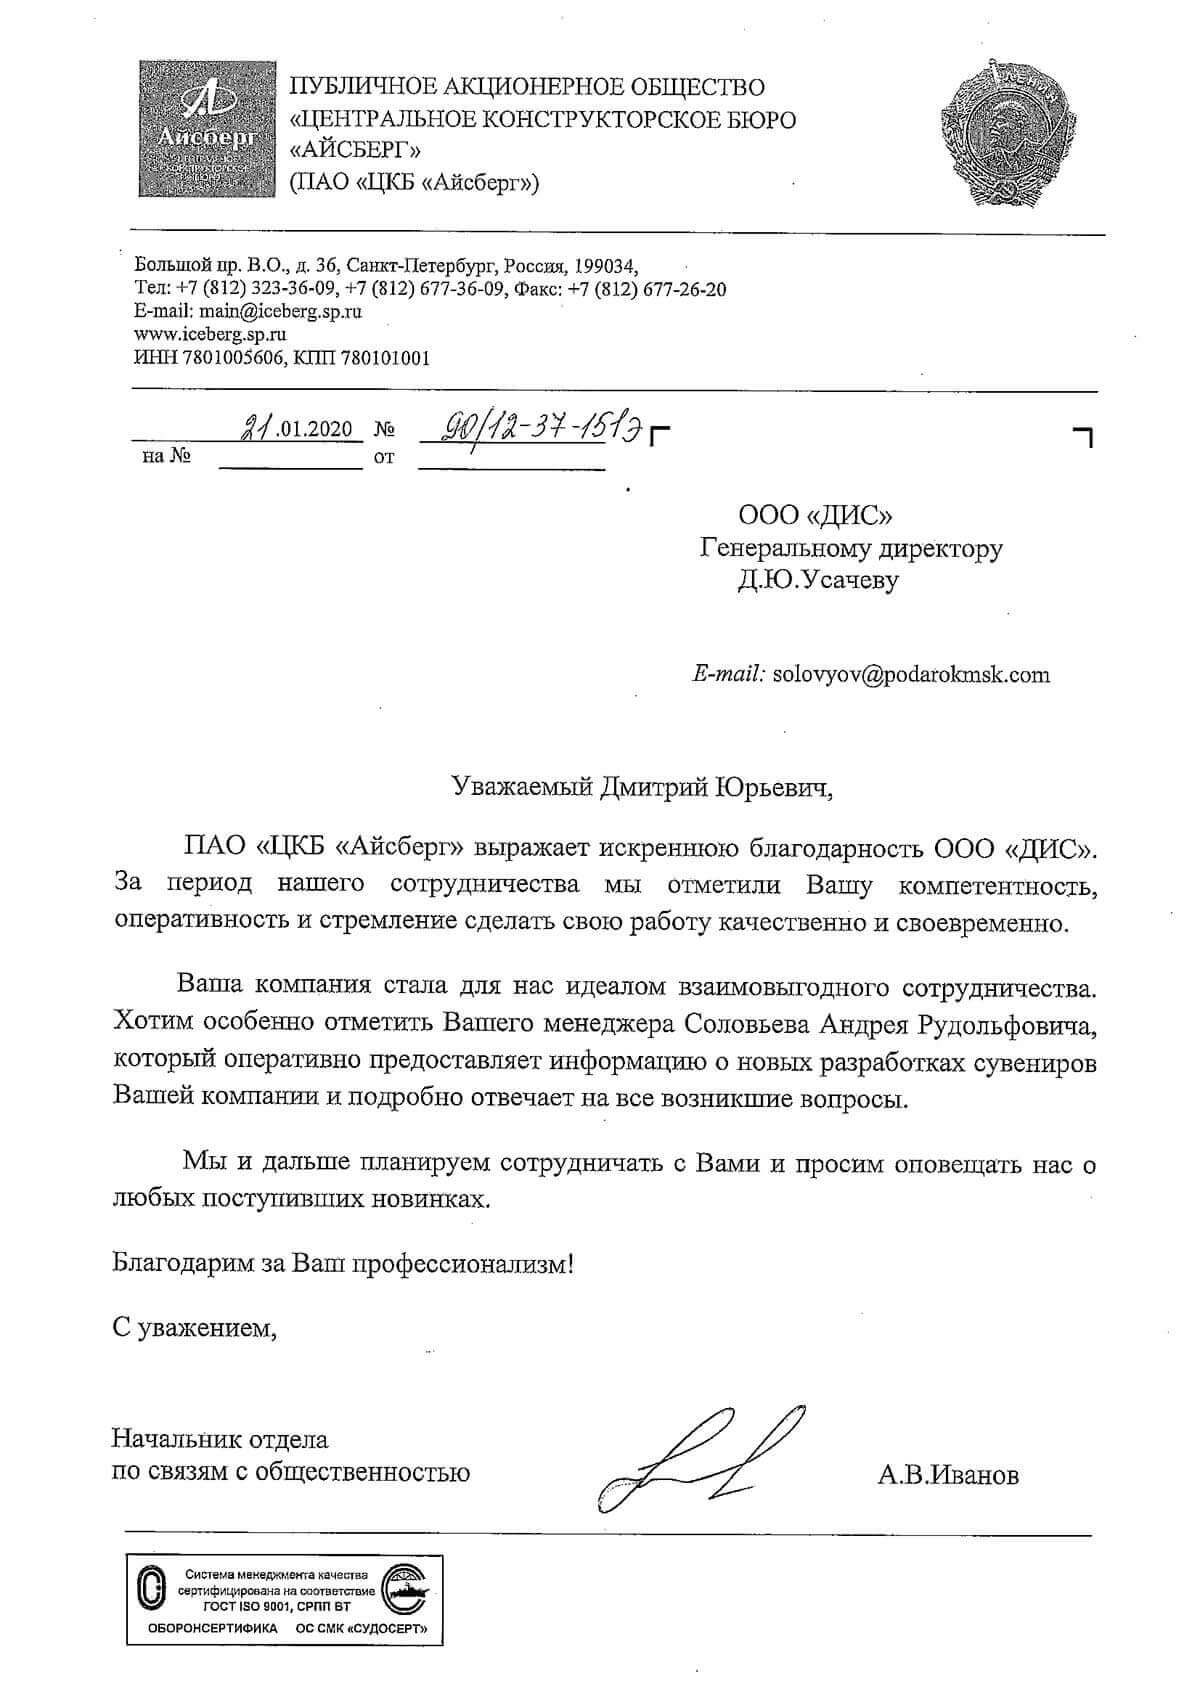 Айсберг
ПУБЛИЧНОЕ АКЦИОНЕРНОЕ ОБЩЕСТВО
«ЦЕНТРАЛЬНОЕ КОНСТРУКТОРСКОЕ БЮРО
«АЙСБЕРГ»
(ПАО «ЦКБ «Айсберг»)
ЛЕНИН
Большой пр. В.О., д. 36, Санкт-Петербург, Россия, 199034,
Тел: +7 (812) 323-36-09, +7 (812) 677-36-09, Факс: +7 (812) 677-26-20
E-mail: main@iceberg.sp.ru
www.iceberg.sp.ru
ИНН 7801005606, КПП 780101001
21.01.2020 № 90/12-37-151Э
на № от
ООО «ДИС»
Генеральному директору
Д.Ю.Усачеву
E-mail: solovyov@podarokmsk.com
Уважаемый Дмитрий Юрьевич,
ПАО «ЦКБ «Айсберг» выражает искреннюю благодарность ООО «ДИС».
За период нашего сотрудничества мы отметили Вашу компетентность,
оперативность и стремление сделать свою работу качественно и своевременно.
Ваша компания стала для нас идеалом взаимовыгодного сотрудничества.
Хотим особенно отметить Вашего менеджера Соловьева Андрея Рудольфовича,
который оперативно предоставляет информацию о новых разработках сувениров
Вашей компании и подробно отвечает на все возникшие вопросы.
Мы и дальше планируем сотрудничать с Вами и просим оповещать нас о
любых поступивших новинках.
Благодарим за Ваш профессионализм!
С уважением,
Начальник отдела
по связям с общественностью
А.В.Иванов
Система менеджмента качества
сертифицирована на соответствие
ГОСТ ISO 9001, СРПП ВТ
ОБОРОНСЕРТИФИКА ОС СМК «СУДОСЕРТ»